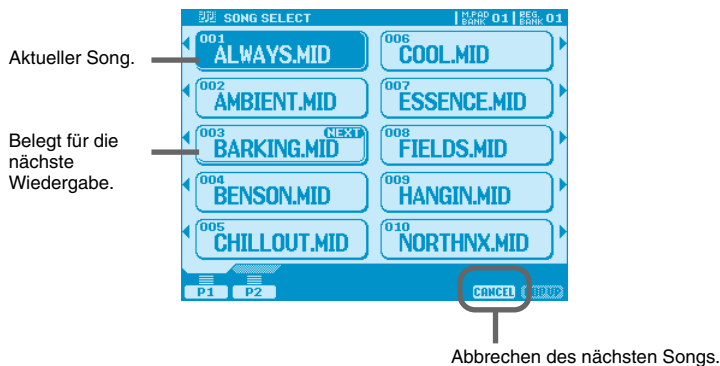 SONG SELECT
M.PAD BANK 01 REG. BANK 01
Aktueller Song.
001 ALWAYS.MID
006 COOL.MID
002 AMBIENT.MID
007 ESSENCE.MID
Belegt für die
nächste
Wiedergabe.
003 NEXT BARKING.MID
008 FIELDS.MID
004 BENSON.MID
009 HANGIN.MID
005 CHILLOUT.MID
010 NORTHNX.MID
P1 P2 CANCEL
Abbrechen des nächsten Songs.